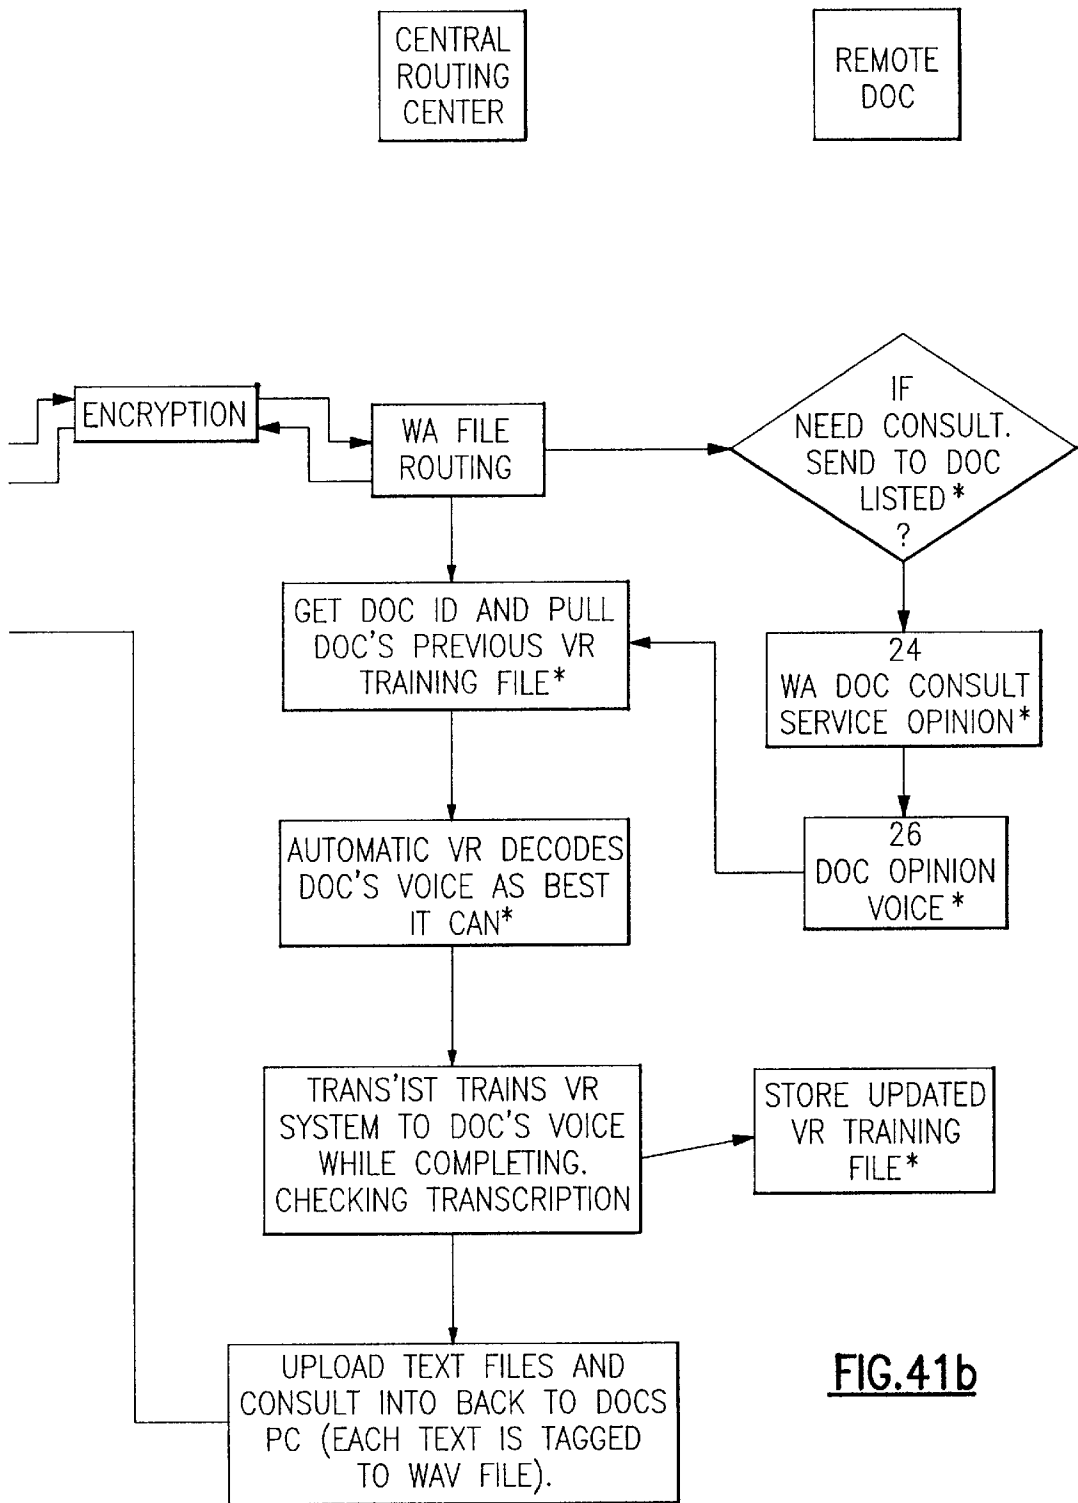 CENTRAL
ROUTING
CENTER
REMOTE
DOC
ENCRYPTION
WA FILE
ROUTING
IF
NEED CONSULT.
SEND TO DOC
LISTED*
?
GET DOC ID AND PULL
DOC'S PREVIOUS VR
TRAINING FILE*
24
WA DOC CONSULT
SERVICE OPINION*
AUTOMATIC VR DECODES
DOC'S VOICE AS BEST
IT CAN*
26
DOC OPINION
VOICE*
TRANS'IST TRAINS VR
SYSTEM TO DOC'S VOICE
WHILE COMPLETING.
CHECKING TRANSCRIPTION
STORE UPDATED
VR TRAINING
FILE*
UPLOAD TEXT FILES AND
CONSULT INTO BACK TO DOCS
PC (EACH TEXT IS TAGGED
TO WAV FILE).
FIG.41b